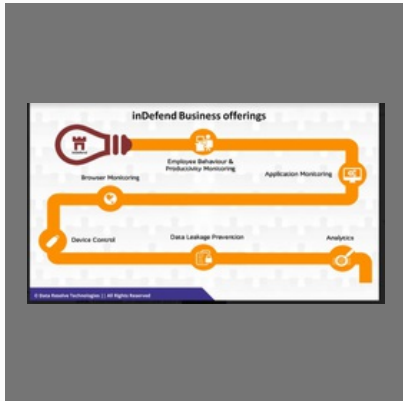 inDefend Business offerings
Employee Behaviour &
Productivity Monitoring
Application Monitoring
Browser Monitoring
Device Control
Data Leakage Prevention
Analytics
© Data Resolve Technologies || All Rights Reserved